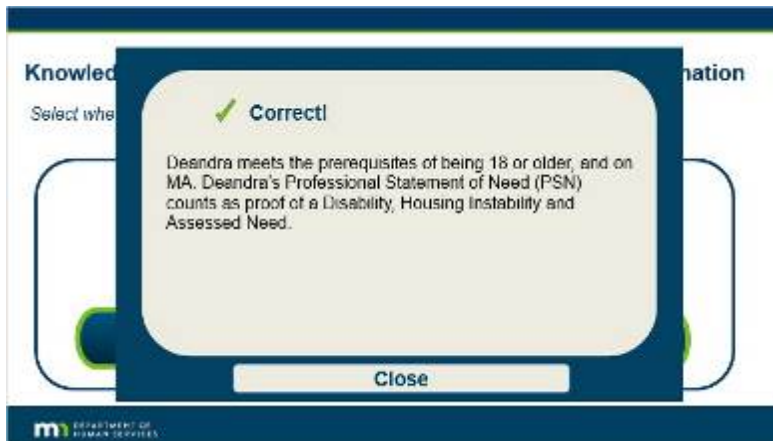 Knowled
nation
Select whe
Correct!
Deandra meets the prerequisites of being 18 or older, and on
MA. Deandra's Professional Statement of Need (PSN)
counts as proof of a Disability, Housing Instability and
Assessed Need.
Close
mn DEPARTMENT OF
HUMAN SERVICES